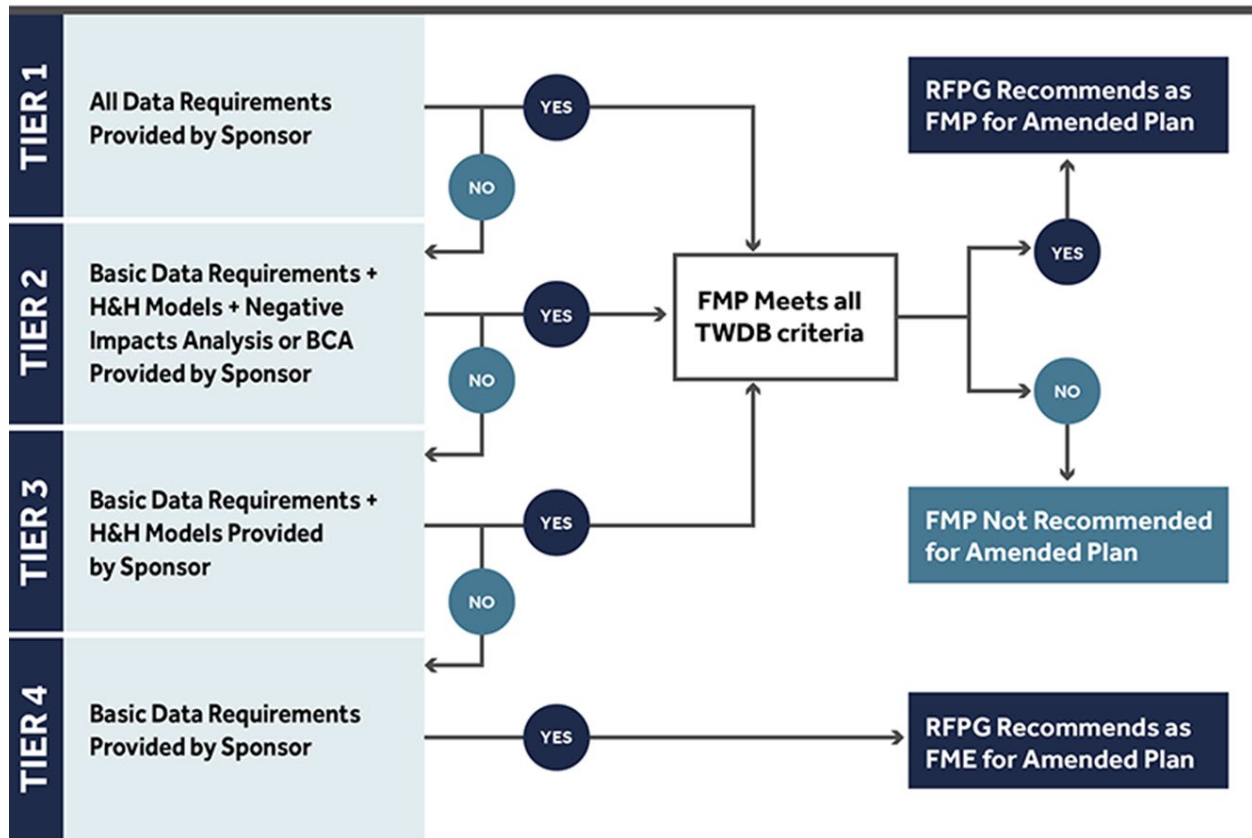 TIER 1
All Data Requirements
Provided by Sponsor
YES
NO
TIER 2
Basic Data Requirements +
H&H Models + Negative
Impacts Analysis or BCA
Provided by Sponsor
YES
NO
TIER 3
Basic Data Requirements +
H&H Models Provided
by Sponsor
YES
NO
TIER 4
Basic Data Requirements
Provided by Sponsor
YES
FMP Meets all
TWDB criteria
RFPG Recommends as
FMP for Amended Plan
YES
NO
FMP Not Recommended
for Amended Plan
RFPG Recommends as
FME for Amended Plan